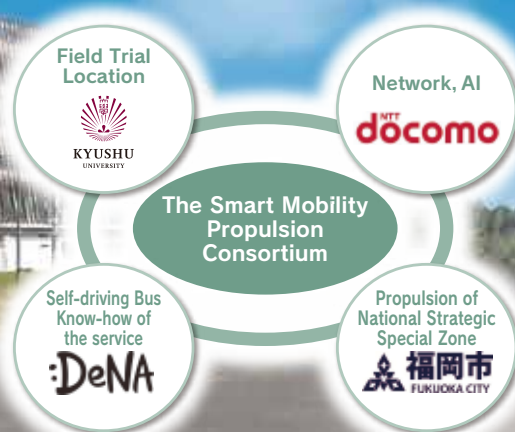 Field Trial
Location
KYUSHU
UNIVERSITY
Network, AI
NTT
döcomo
The Smart Mobility
Propulsion
Consortium
Self-driving Bus
Know-how of
the service
:DeNA
Propulsion of
National Strategic
Special Zone
福岡市
FUKUOKA CITY